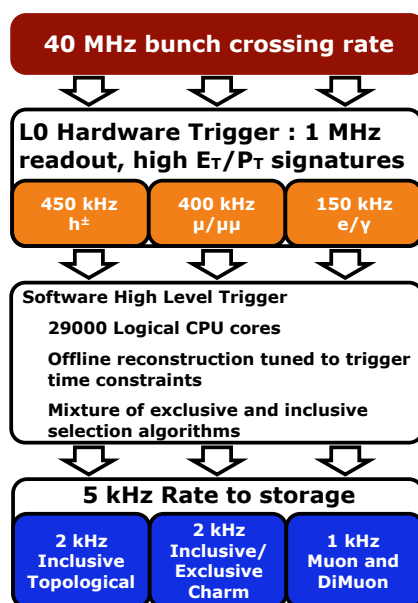 40 MHz bunch crossing rate
L0 Hardware Trigger : 1 MHz
readout, high E_T/P_T signatures
450 kHz
h±
400 kHz
μ/μμ
150 kHz
e/γ
Software High Level Trigger
29000 Logical CPU cores
Offline reconstruction tuned to trigger
time constraints
Mixture of exclusive and inclusive
selection algorithms
5 kHz Rate to storage
2 kHz
Inclusive
Topological
2 kHz
Inclusive/
Exclusive
Charm
1 kHz
Muon and
DiMuon